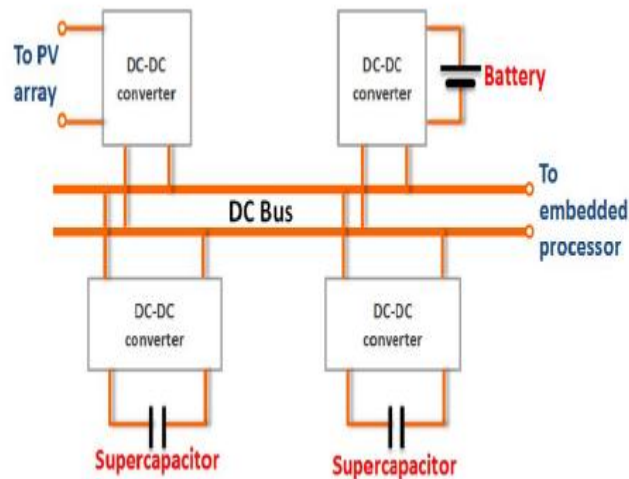 To PV
array
DC-DC
converter
DC-DC
converter
Battery
DC Bus
To
embedded
processor
DC-DC
converter
DC-DC
converter
Supercapacitor
Supercapacitor